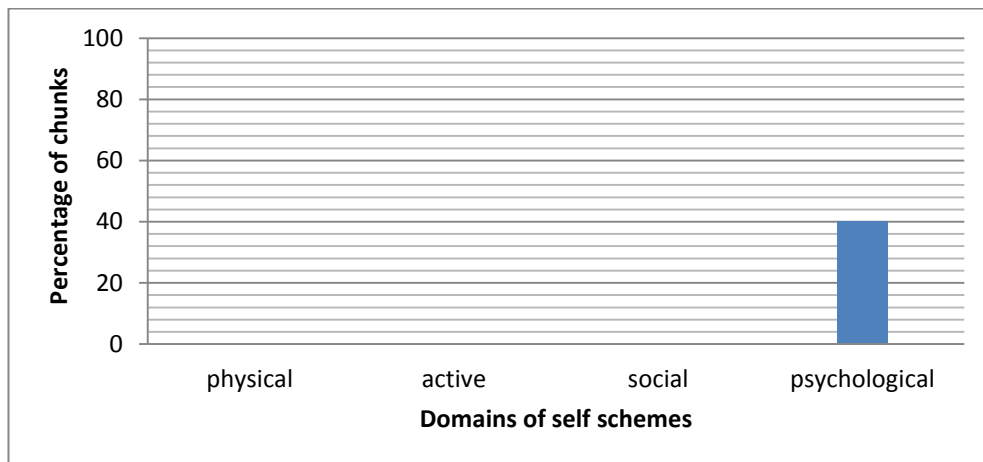 Percentage of chunks
100
80
60
40
20
0
physical active social psychological
Domains of self schemes